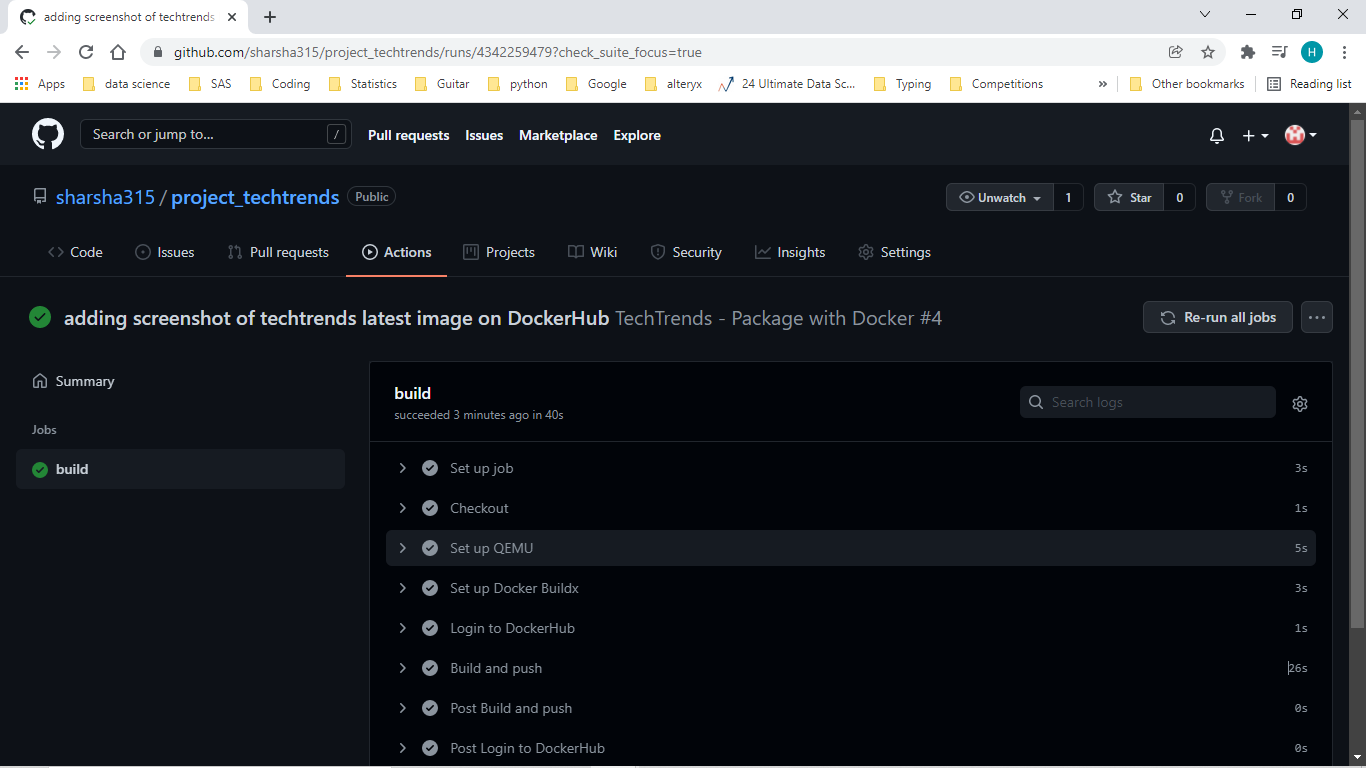 adding screenshot of techtrends
github.com/sharsha315/project_techtrends/runs/4342259479?check_suite_focus=true
H
Apps data science SAS Coding Statistics Guitar python Google alteryx 24 Ultimate Data Sc... Typing Competitions » Other bookmarks Reading list
Search or jump to... / Pull requests Issues Marketplace Explore
sharsha315 / project_techtrends Public Unwatch 1 Star 0 Fork 0
Code Issues Pull requests Actions Projects Wiki Security Insights Settings
adding screenshot of techtrends latest image on DockerHub TechTrends - Package with Docker #4 Re-run all jobs
Summary
Jobs
build
build
succeeded 3 minutes ago in 40s
Search logs
Set up job 3s
Checkout 1s
Set up QEMU 5s
Set up Docker Buildx 3s
Login to DockerHub 1s
Build and push 26s
Post Build and push 0s
Post Login to DockerHub 0s